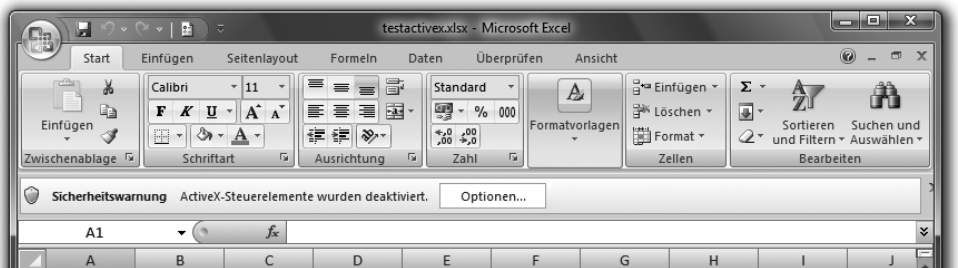 testactivex.xlsx - Microsoft Excel
Start Einfügen Seitenlayout Formeln Daten Überprüfen Ansicht
Calibri 11 Standard Einfügen Σ
F K U A A % 000 Löschen
Einfügen Formatvorlagen Sortieren Suchen und
A ,00 ,0 Format und Filtern Auswählen
Zwischenablage Schriftart Ausrichtung Zahl Zellen Bearbeiten
Sicherheitswarnung ActiveX-Steuerelemente wurden deaktiviert. Optionen...
A1 fx
A B C D E F G H I J